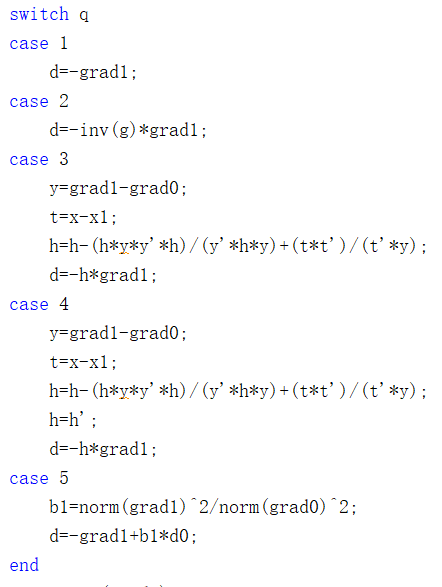 switch q
case 1
d=-grad1;
case 2
d=-inv(g)*grad1;
case 3
y=grad1-grad0;
t=x-x1;
h=h-(h*y*y'*h)/(y'*h*y)+(t*t')/(t'*y);
d=-h*grad1;
case 4
y=grad1-grad0;
t=x-x1;
h=h-(h*y*y'*h)/(y'*h*y)+(t*t')/(t'*y);
h=h';
d=-h*grad1;
case 5
b1=norm(grad1)^2/norm(grad0)^2;
d=-grad1+b1*d0;
end